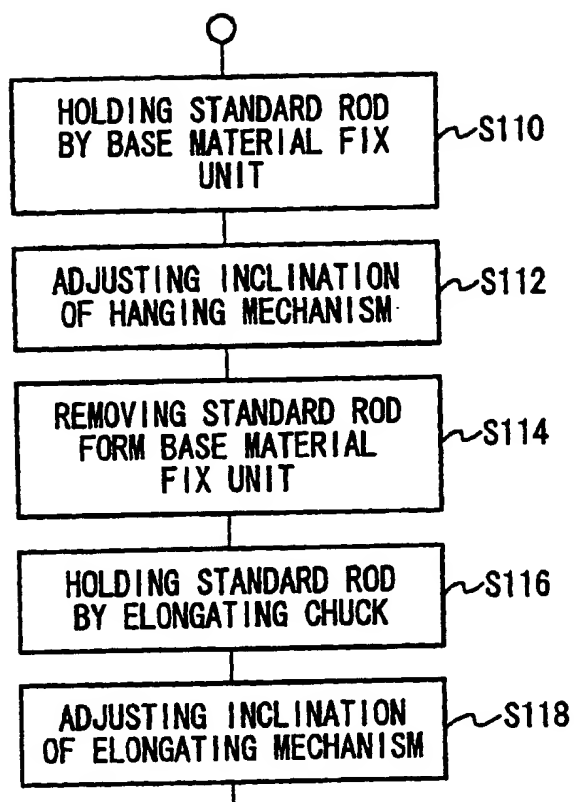 HOLDING STANDARD ROD
BY BASE MATERIAL FIX
UNIT
S110
ADJUSTING INCLINATION
OF HANGING MECHANISM
S112
REMOVING STANDARD ROD
FORM BASE MATERIAL
FIX UNIT
S114
HOLDING STANDARD ROD
BY ELONGATING CHUCK
S116
ADJUSTING INCLINATION
OF ELONGATING MECHANISM
S118